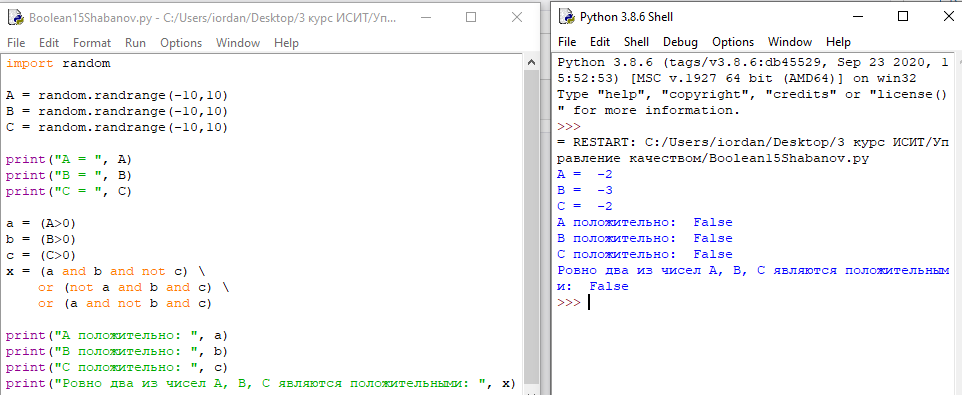 Boolean15Shabanov.py - C:/Users/iordan/Desktop/3 курс ИСИТ/Уп...
File Edit Format Run Options Window Help
import random
A = random.randrange(-10,10)
B = random.randrange(-10,10)
C = random.randrange(-10,10)
print("A = ", A)
print("B = ", B)
print("C = ", C)
a = (A>0)
b = (B>0)
c = (C>0)
x = (a and b and not c) \
or (not a and b and c) \
or (a and not b and c)
print("A положительно: ", a)
print("B положительно: ", b)
print("C положительно: ", c)
print("Ровно два из чисел A, B, C являются положительными: ", x)
Python 3.8.6 Shell
File Edit Shell Debug Options Window Help
Python 3.8.6 (tags/v3.8.6:db45529, Sep 23 2020, 1
5:52:53) [MSC v.1927 64 bit (AMD64)] on win32
Type "help", "copyright", "credits" or "license()
" for more information.
>>>
= RESTART: C:/Users/iordan/Desktop/3 курс ИСИТ/Уп
равление качеством/Boolean15Shabanov.py
A =  -2
B =  -3
C =  -2
A положительно:  False
B положительно:  False
C положительно:  False
Ровно два из чисел A, B, C являются положительным
и:  False
>>>